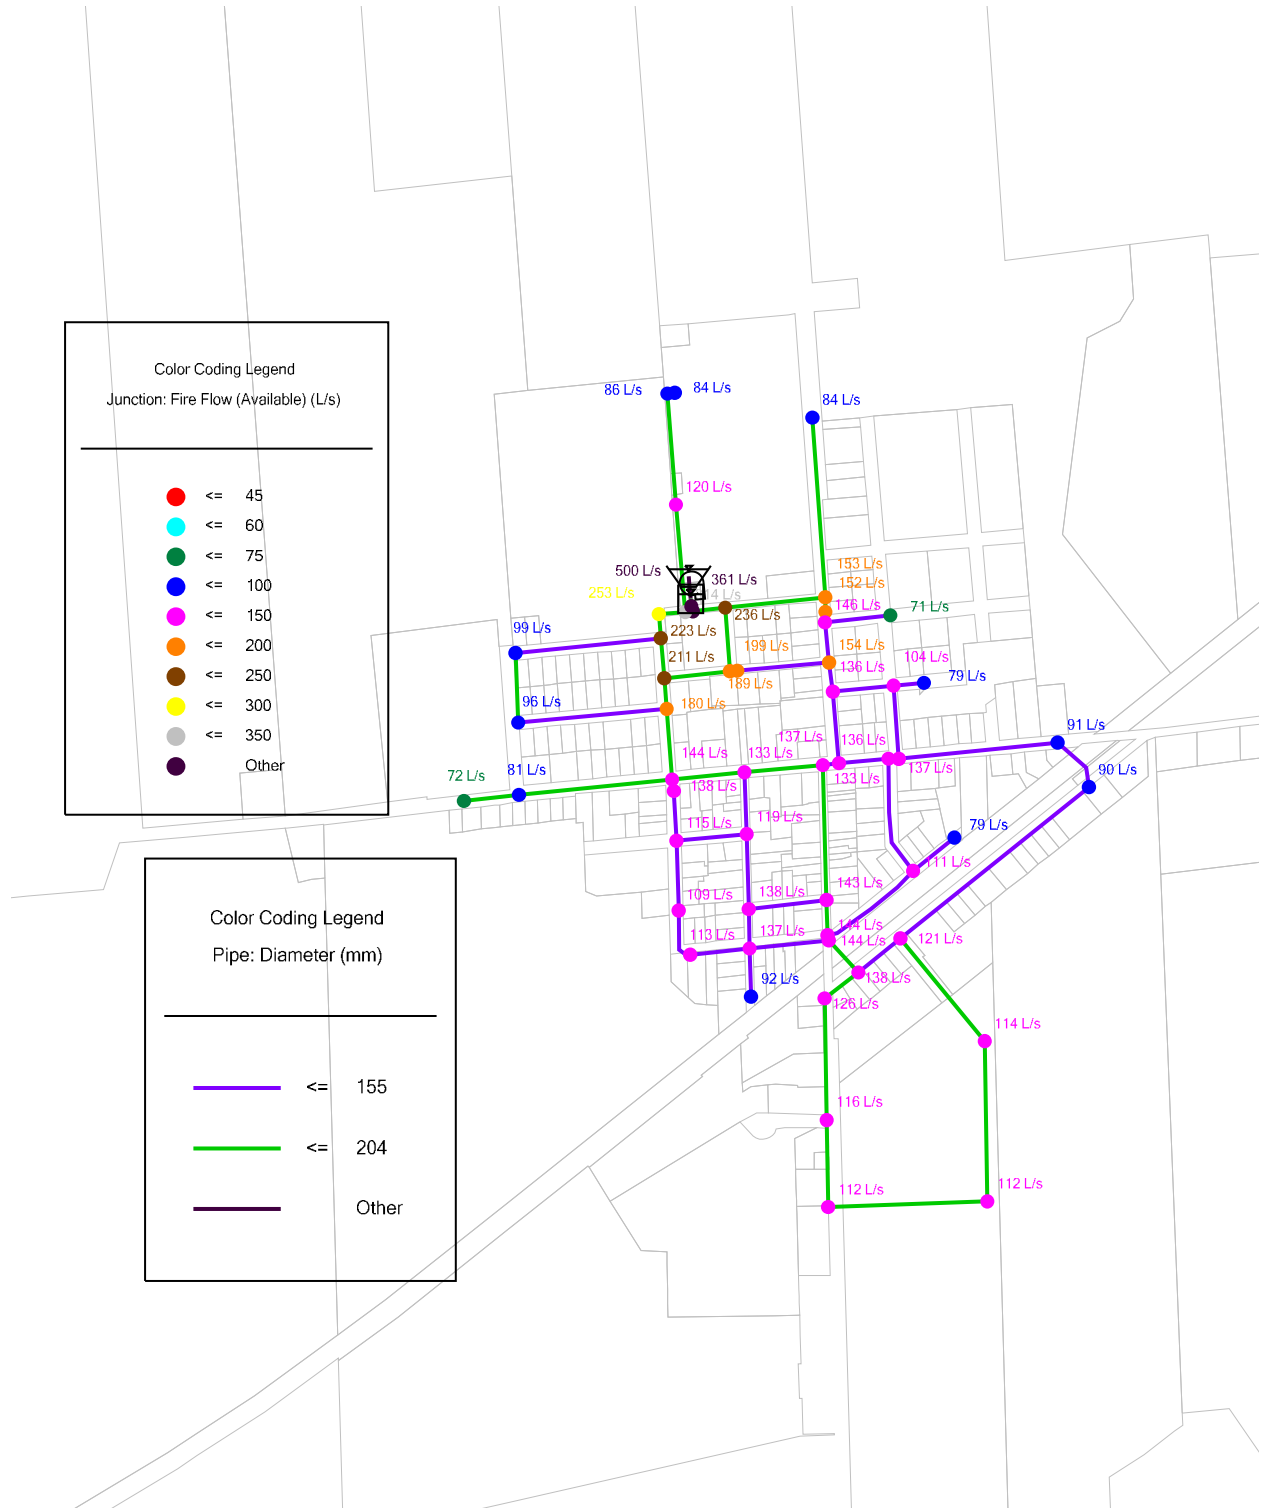 86 L/s
84 L/s
84 L/s
Color Coding Legend
Junction: Fire Flow (Available) (L/s)
<= 45
<= 60
<= 75
<= 100
<= 150
<= 200
<= 250
<= 300
<= 350
Other
120 L/s
500 L/s
361 L/s
253 L/s
153 L/s
152 L/s
146 L/s
71 L/s
236 L/s
99 L/s
223 L/s
199 L/s
154 L/s
211 L/s
189 L/s
136 L/s
104 L/s
79 L/s
96 L/s
180 L/s
91 L/s
137 L/s
136 L/s
144 L/s
133 L/s
133 L/s
137 L/s
72 L/s
81 L/s
138 L/s
90 L/s
115 L/s
119 L/s
79 L/s
111 L/s
109 L/s
138 L/s
143 L/s
113 L/s
137 L/s
144 L/s
144 L/s
121 L/s
92 L/s
138 L/s
126 L/s
114 L/s
116 L/s
112 L/s
112 L/s
Color Coding Legend
Pipe: Diameter (mm)
<= 155
<= 204
Other